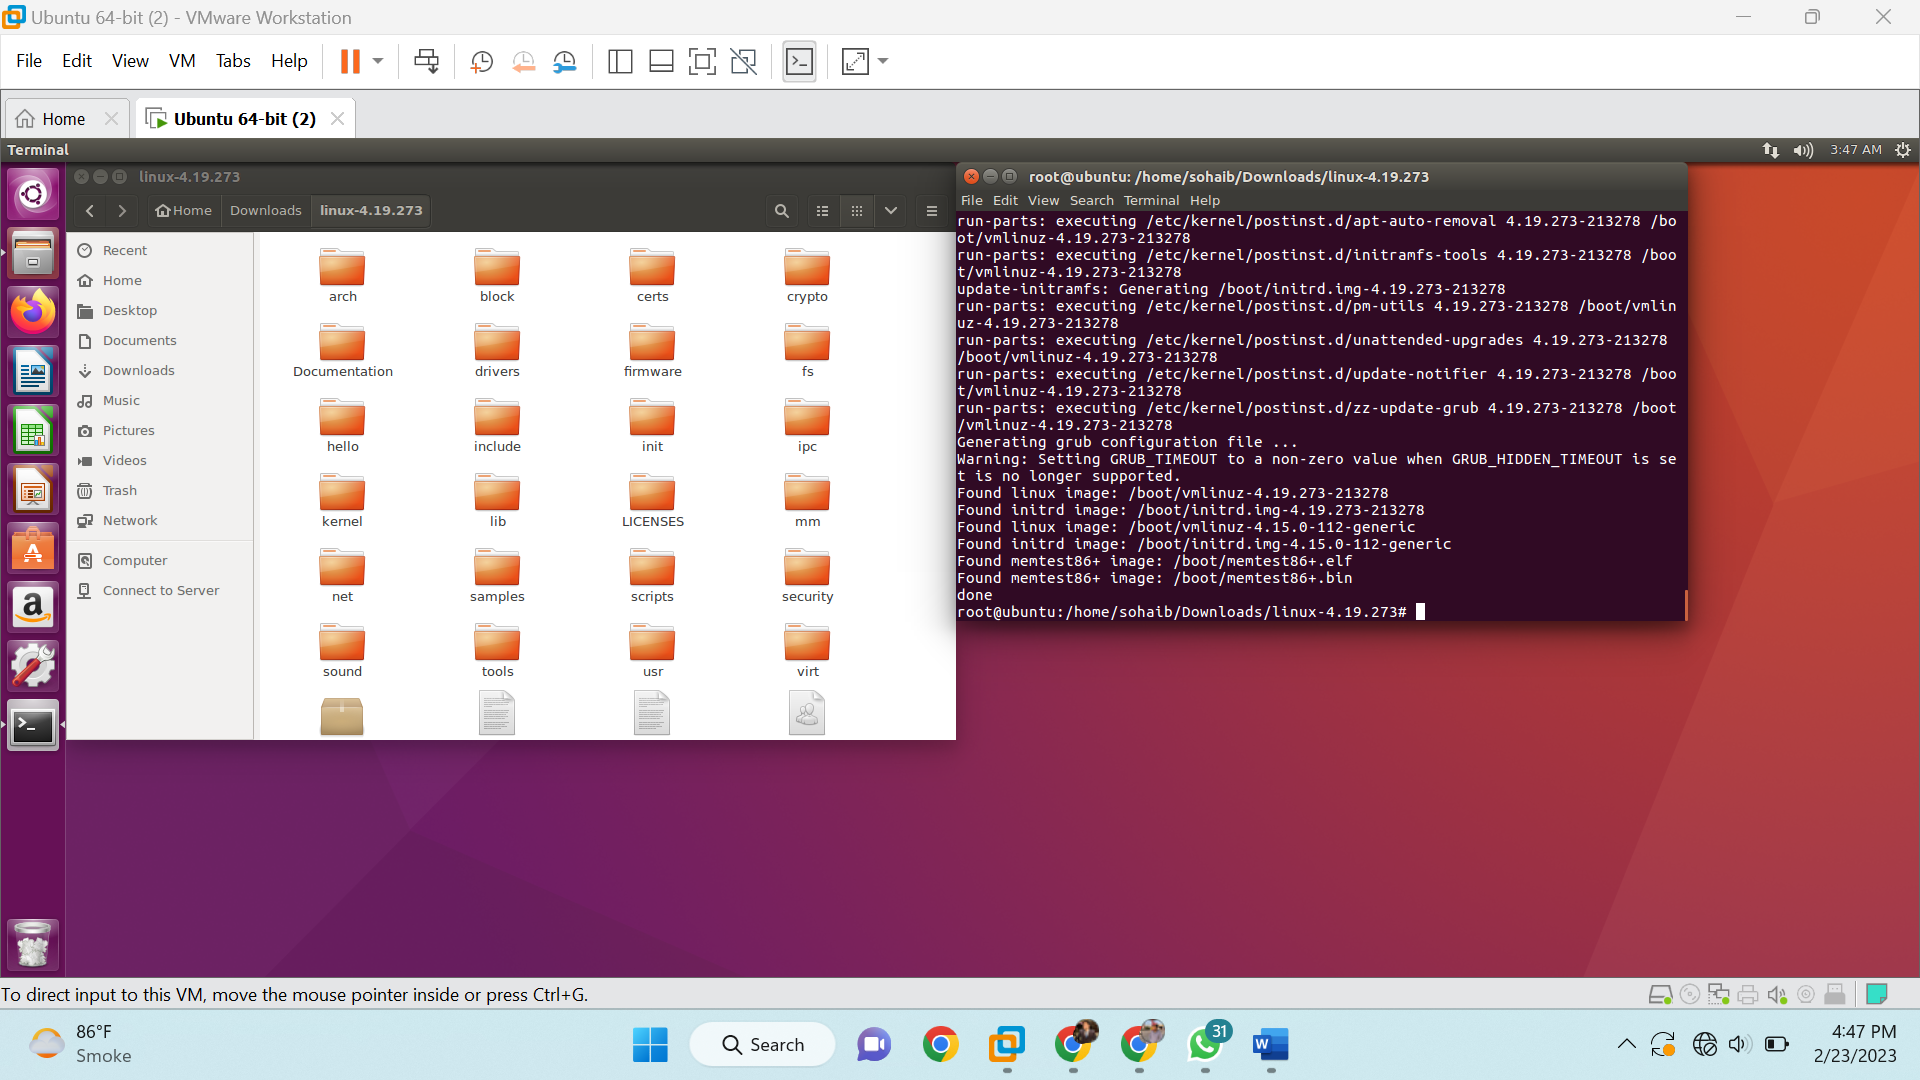 Ubuntu 64-bit (2) - VMware Workstation
File Edit View VM Tabs Help
Home
Ubuntu 64-bit (2)
Terminal
3:47 AM
linux-4.19.273
Home Downloads linux-4.19.273
Recent
Home
Desktop
Documents
Downloads
Music
Pictures
Videos
Trash
Network
Computer
Connect to Server
arch block certs crypto
Documentation drivers firmware fs
hello include init ipc
kernel lib LICENSES mm
net samples scripts security
sound tools usr virt
root@ubuntu: /home/sohaib/Downloads/linux-4.19.273
File Edit View Search Terminal Help
run-parts: executing /etc/kernel/postinst.d/apt-auto-removal 4.19.273-213278 /bo
ot/vmlinuz-4.19.273-213278
run-parts: executing /etc/kernel/postinst.d/initramfs-tools 4.19.273-213278 /boo
t/vmlinuz-4.19.273-213278
update-initramfs: Generating /boot/initrd.img-4.19.273-213278
run-parts: executing /etc/kernel/postinst.d/pm-utils 4.19.273-213278 /boot/vmlin
uz-4.19.273-213278
run-parts: executing /etc/kernel/postinst.d/unattended-upgrades 4.19.273-213278
/boot/vmlinuz-4.19.273-213278
run-parts: executing /etc/kernel/postinst.d/update-notifier 4.19.273-213278 /boo
t/vmlinuz-4.19.273-213278
run-parts: executing /etc/kernel/postinst.d/zz-update-grub 4.19.273-213278 /boot
/vmlinuz-4.19.273-213278
Generating grub configuration file ...
Warning: Setting GRUB_TIMEOUT to a non-zero value when GRUB_HIDDEN_TIMEOUT is se
t is no longer supported.
Found linux image: /boot/vmlinuz-4.19.273-213278
Found initrd image: /boot/initrd.img-4.19.273-213278
Found linux image: /boot/vmlinuz-4.15.0-112-generic
Found initrd image: /boot/initrd.img-4.15.0-112-generic
Found memtest86+ image: /boot/memtest86+.elf
Found memtest86+ image: /boot/memtest86+.bin
done
root@ubuntu:/home/sohaib/Downloads/linux-4.19.273#
To direct input to this VM, move the mouse pointer inside or press Ctrl+G.
86°F
Smoke
Search
31
4:47 PM
2/23/2023